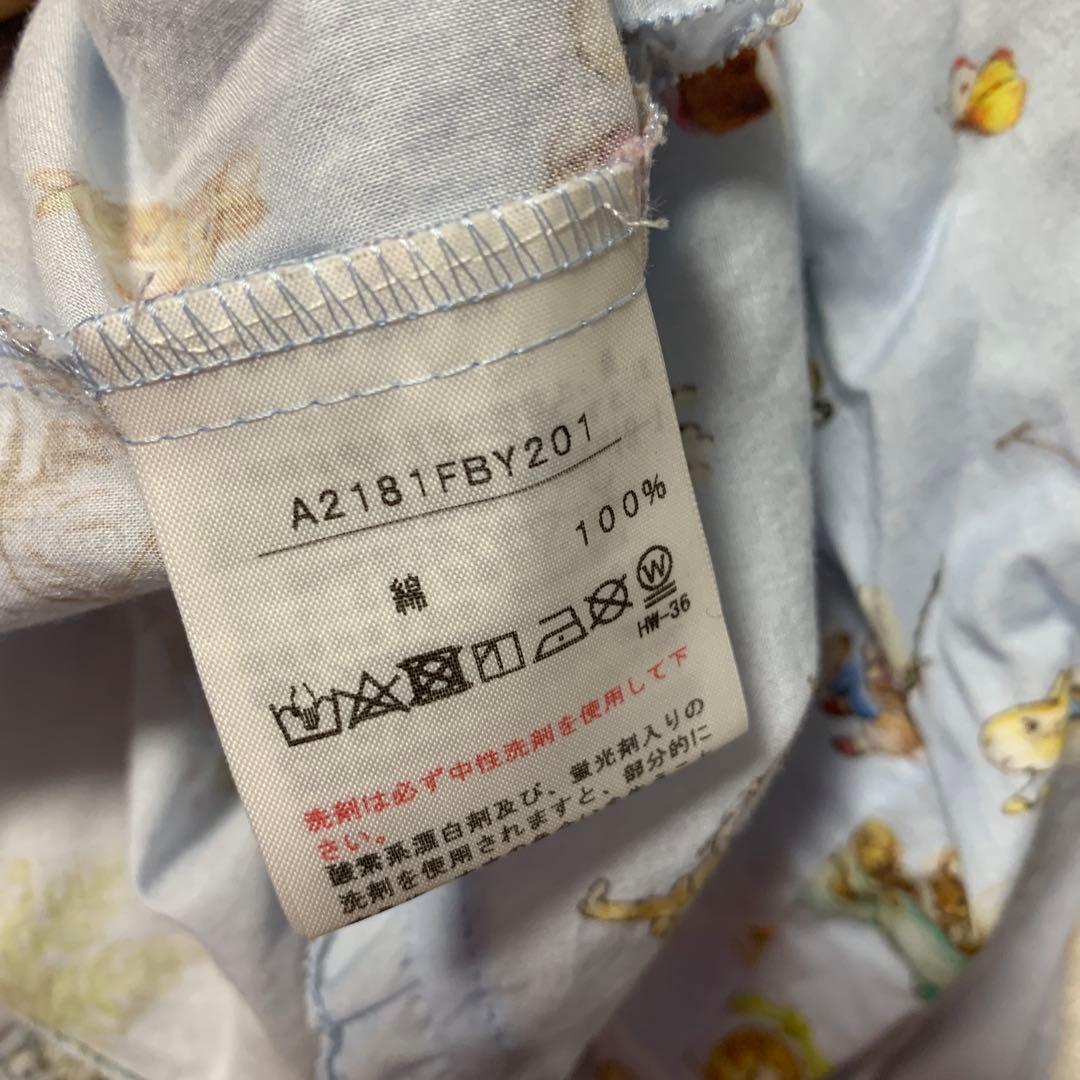 A2181FBY201
綿 100%
W
HW-36
洗剤は必ず中性洗剤を使用して下
さい。
酸素系漂白剤及び、蛍光剤入りの
洗剤を使用されますと、部分的に